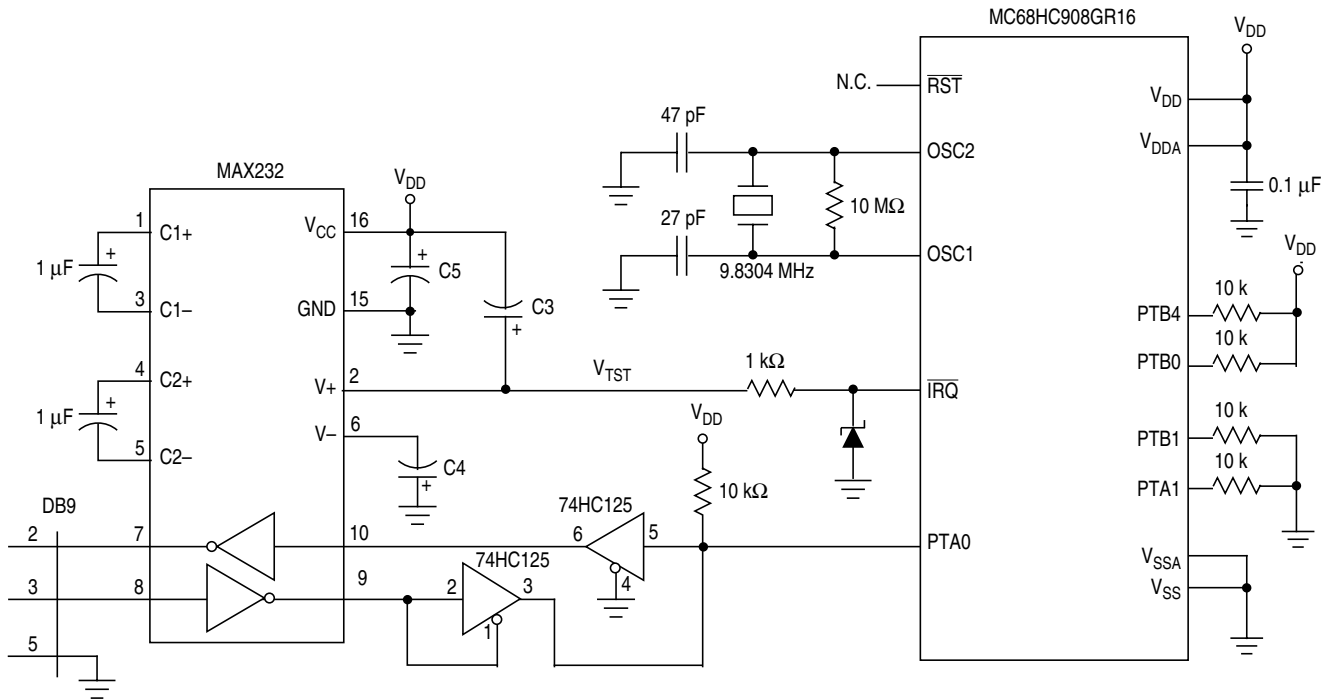 MC68HC908GR16
VDD
N.C.
RST
VDD
47 pF
VDDA
OSC2
MAX232
VDD
0.1 µF
10 MΩ
1
C1+
VCC
16
27 pF
VDD
1 µF
+
+
C5
OSC1
9.8304 MHz
3
C1–
GND
15
C3
+
10 k
PTB4
10 k
4
C2+
VTST
1 kΩ
PTB0
V+
2
IRQ
1 µF
+
VDD
10 k
V–
6
PTB1
5
C2–
C4
+
10 k
10 kΩ
PTA1
DB9
74HC125
2
7
10
6
5
PTA0
4
74HC125
VSSA
3
8
9
2
3
VSS
1
5